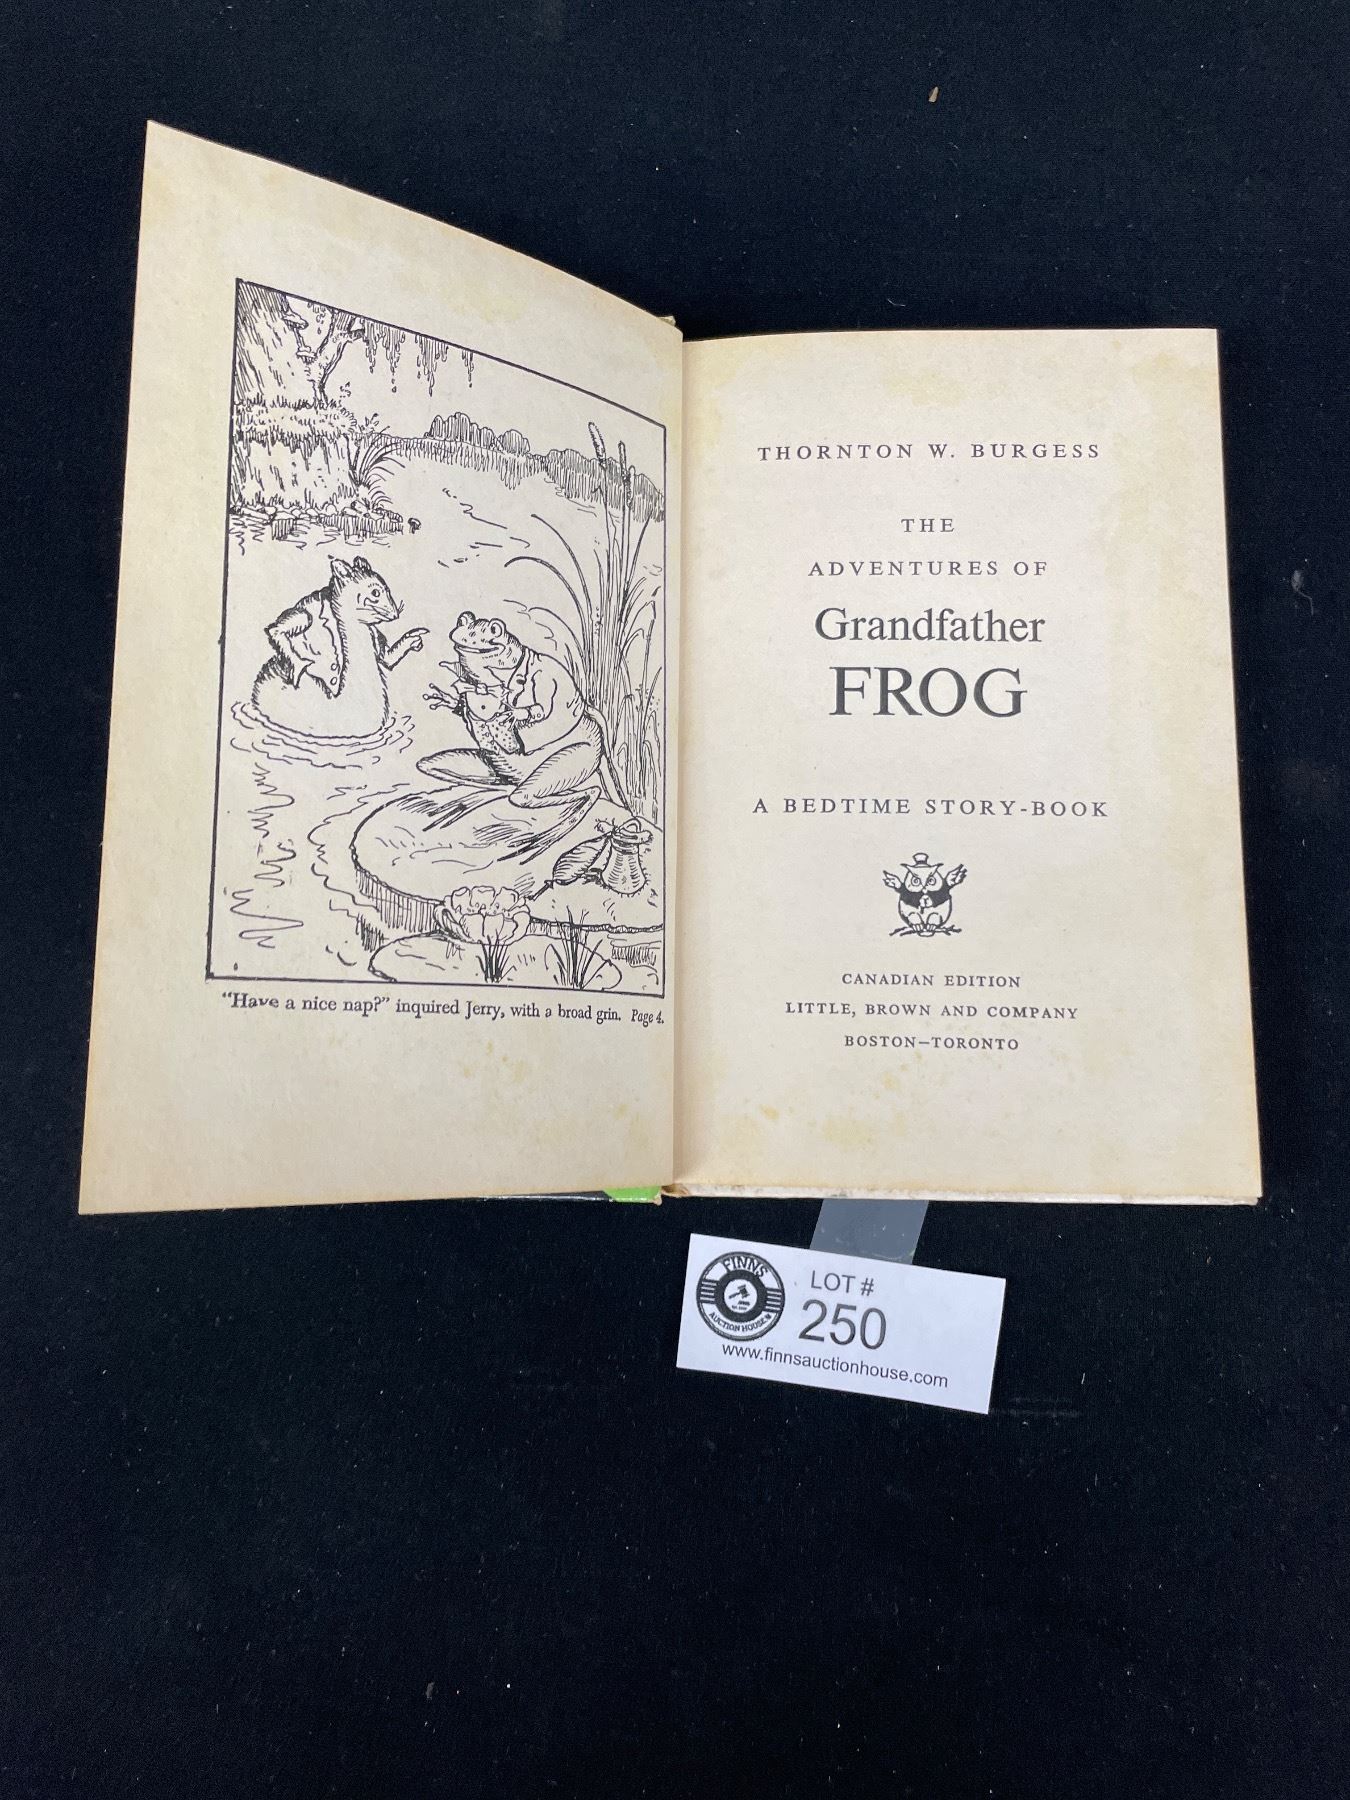 "Have a nice nap?" inquired Jerry, with a broad grin. Page 4.
THORNTON W. BURGESS
THE
ADVENTURES OF
Grandfather
FROG
A BEDTIME STORY-BOOK
CANADIAN EDITION
LITTLE, BROWN AND COMPANY
BOSTON–TORONTO
FINNS
AUCTION HOUSE
LOT #
250
www.finnsauctionhouse.com